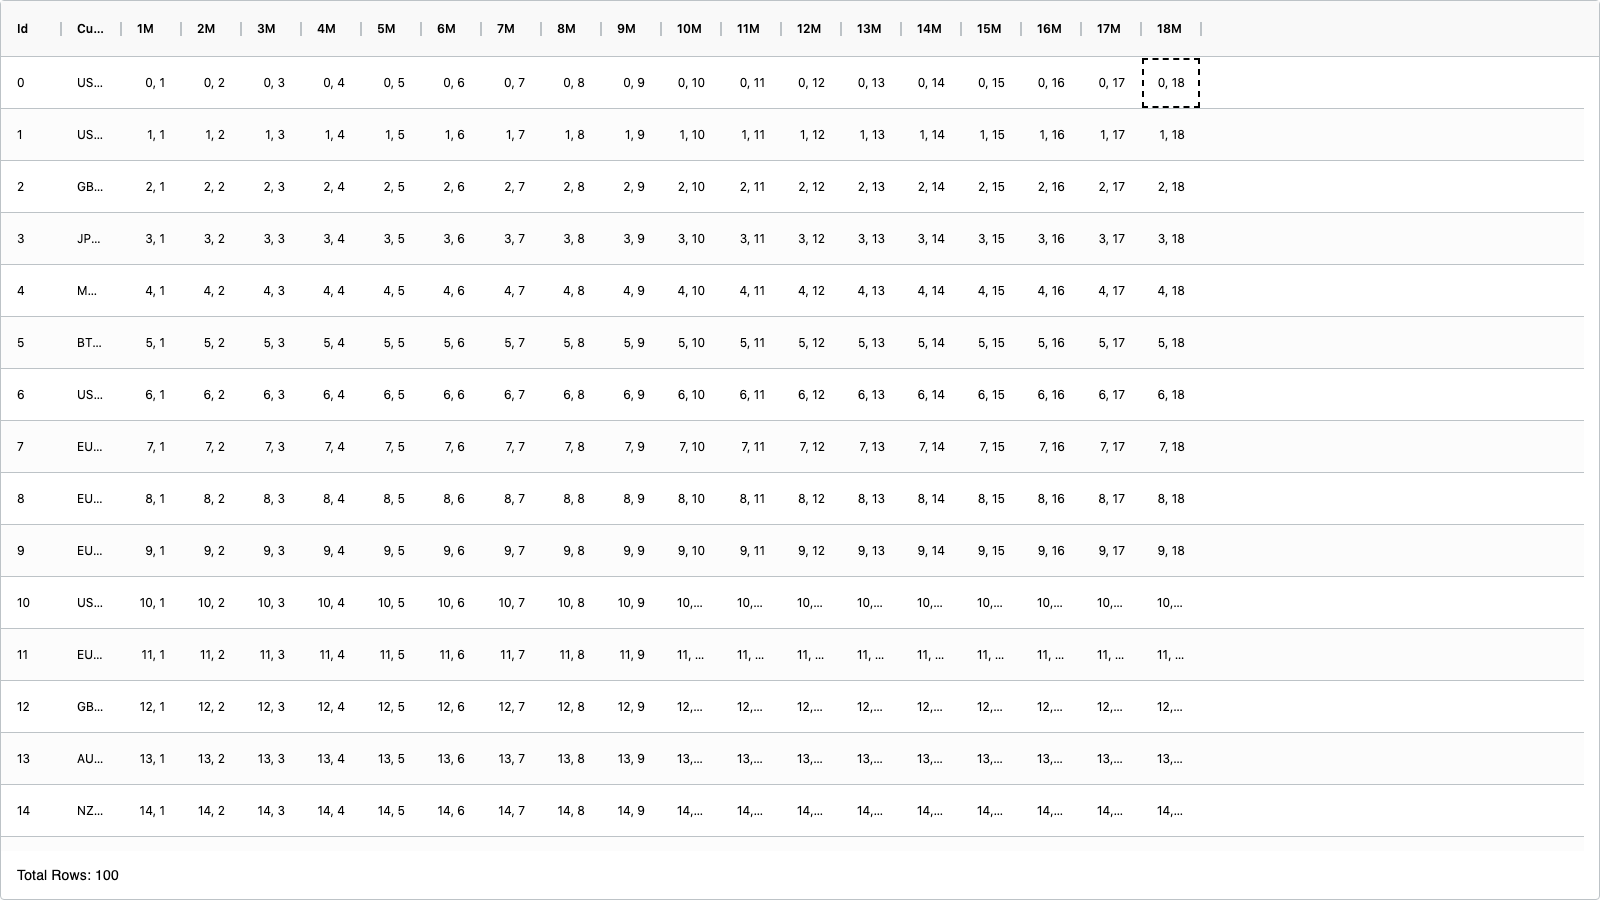 Id Cu... 1M 2M 3M 4M 5M 6M 7M 8M 9M 10M 11M 12M 13M 14M 15M 16M 17M 18M
0 US... 0, 1 0, 2 0, 3 0, 4 0, 5 0, 6 0, 7 0, 8 0, 9 0, 10 0, 11 0, 12 0, 13 0, 14 0, 15 0, 16 0, 17 0, 18
1 US... 1, 1 1, 2 1, 3 1, 4 1, 5 1, 6 1, 7 1, 8 1, 9 1, 10 1, 11 1, 12 1, 13 1, 14 1, 15 1, 16 1, 17 1, 18
2 GB... 2, 1 2, 2 2, 3 2, 4 2, 5 2, 6 2, 7 2, 8 2, 9 2, 10 2, 11 2, 12 2, 13 2, 14 2, 15 2, 16 2, 17 2, 18
3 JP... 3, 1 3, 2 3, 3 3, 4 3, 5 3, 6 3, 7 3, 8 3, 9 3, 10 3, 11 3, 12 3, 13 3, 14 3, 15 3, 16 3, 17 3, 18
4 M... 4, 1 4, 2 4, 3 4, 4 4, 5 4, 6 4, 7 4, 8 4, 9 4, 10 4, 11 4, 12 4, 13 4, 14 4, 15 4, 16 4, 17 4, 18
5 BT... 5, 1 5, 2 5, 3 5, 4 5, 5 5, 6 5, 7 5, 8 5, 9 5, 10 5, 11 5, 12 5, 13 5, 14 5, 15 5, 16 5, 17 5, 18
6 US... 6, 1 6, 2 6, 3 6, 4 6, 5 6, 6 6, 7 6, 8 6, 9 6, 10 6, 11 6, 12 6, 13 6, 14 6, 15 6, 16 6, 17 6, 18
7 EU... 7, 1 7, 2 7, 3 7, 4 7, 5 7, 6 7, 7 7, 8 7, 9 7, 10 7, 11 7, 12 7, 13 7, 14 7, 15 7, 16 7, 17 7, 18
8 EU... 8, 1 8, 2 8, 3 8, 4 8, 5 8, 6 8, 7 8, 8 8, 9 8, 10 8, 11 8, 12 8, 13 8, 14 8, 15 8, 16 8, 17 8, 18
9 EU... 9, 1 9, 2 9, 3 9, 4 9, 5 9, 6 9, 7 9, 8 9, 9 9, 10 9, 11 9, 12 9, 13 9, 14 9, 15 9, 16 9, 17 9, 18
10 US... 10, 1 10, 2 10, 3 10, 4 10, 5 10, 6 10, 7 10, 8 10, 9 10,... 10,... 10,... 10,... 10,... 10,... 10,... 10,... 10,...
11 EU... 11, 1 11, 2 11, 3 11, 4 11, 5 11, 6 11, 7 11, 8 11, 9 11, ... 11, ... 11, ... 11, ... 11, ... 11, ... 11, ... 11, ... 11, ...
12 GB... 12, 1 12, 2 12, 3 12, 4 12, 5 12, 6 12, 7 12, 8 12, 9 12,... 12,... 12,... 12,... 12,... 12,... 12,... 12,... 12,...
13 AU... 13, 1 13, 2 13, 3 13, 4 13, 5 13, 6 13, 7 13, 8 13, 9 13,... 13,... 13,... 13,... 13,... 13,... 13,... 13,... 13,...
14 NZ... 14, 1 14, 2 14, 3 14, 4 14, 5 14, 6 14, 7 14, 8 14, 9 14,... 14,... 14,... 14,... 14,... 14,... 14,... 14,... 14,...
Total Rows: 100